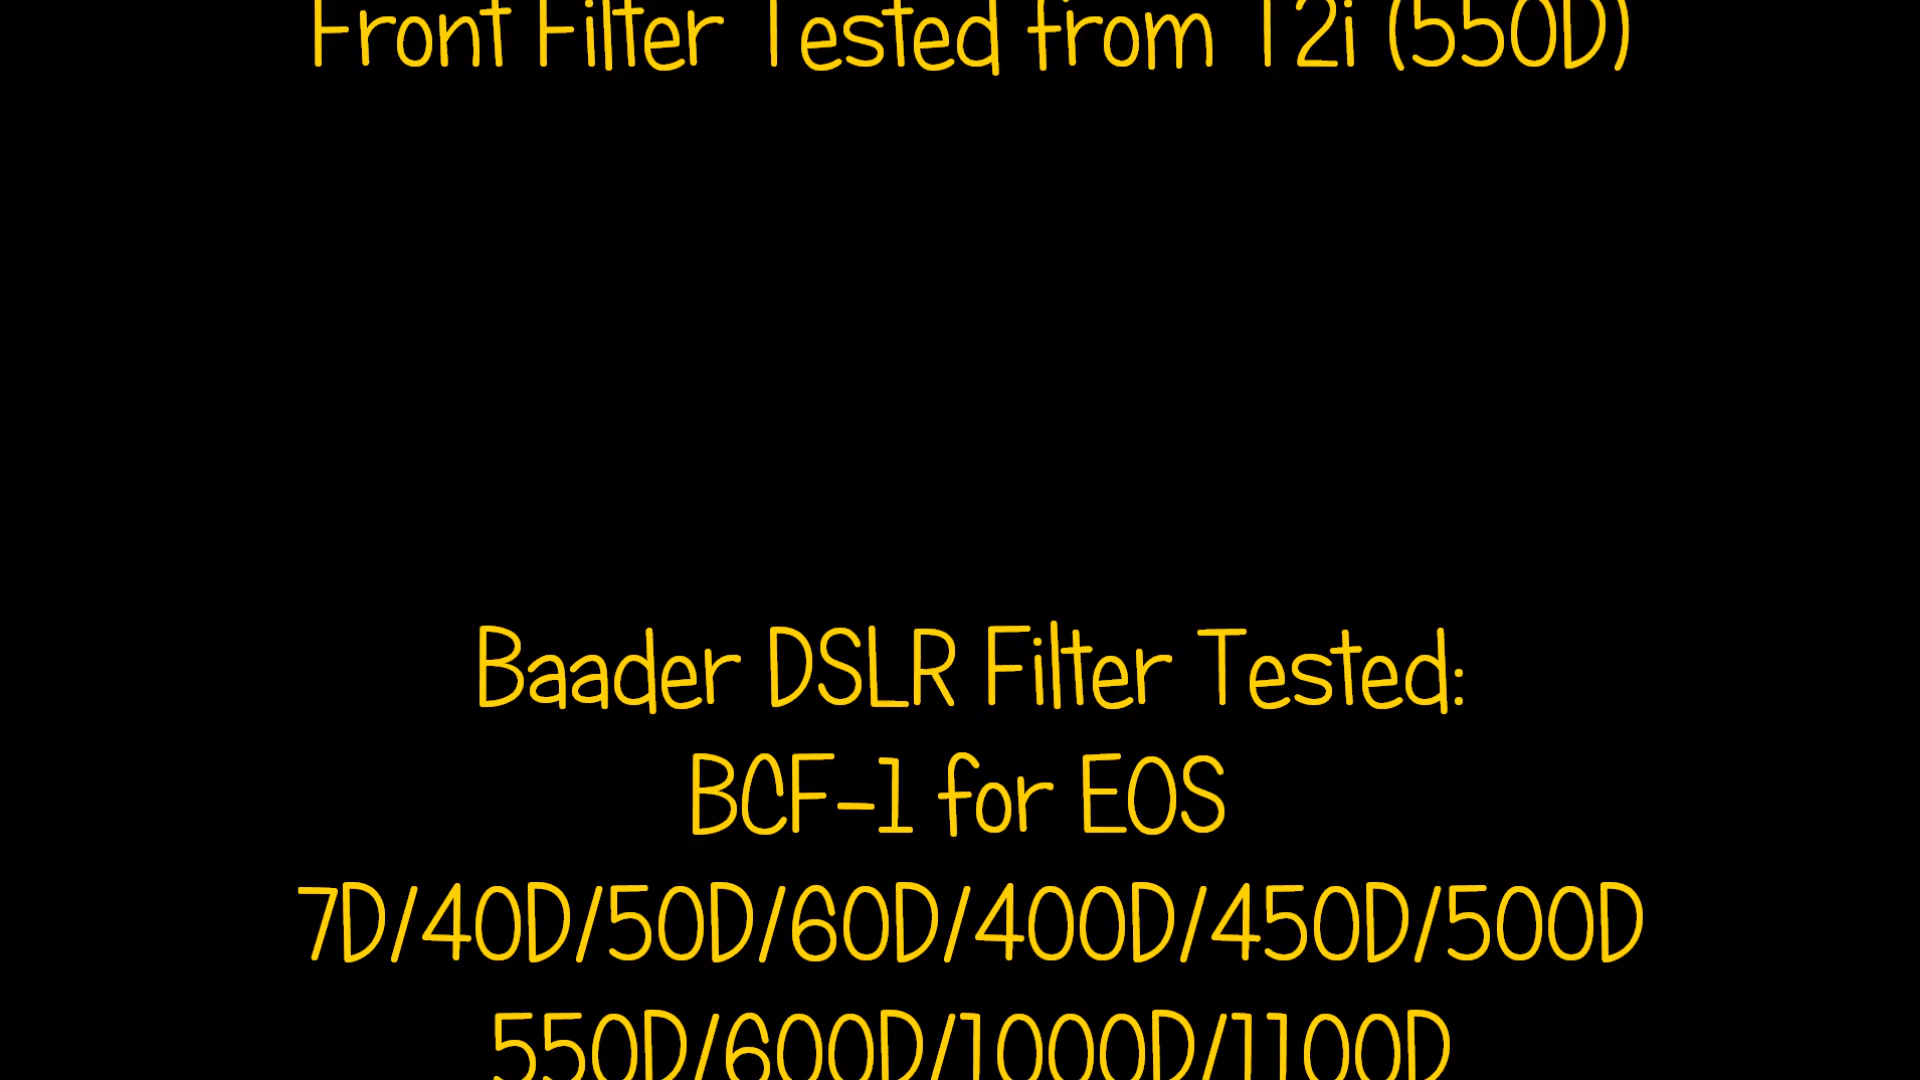 Front Filter Tested from T2i (550D)
Baader DSLR Filter Tested:
BCF-1 for EOS
7D/40D/50D/60D/400D/450D/500D
550D/600D/1000D/1100D